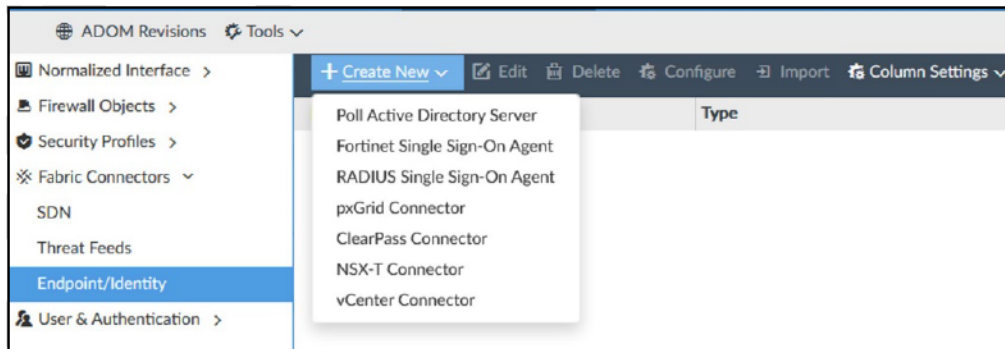 ADOM Revisions Tools
Normalized Interface
Firewall Objects
Security Profiles
Fabric Connectors
SDN
Threat Feeds
Endpoint/Identity
User & Authentication
+ Create New Edit Delete Configure Import Column Settings
Type
Poll Active Directory Server
Fortinet Single Sign-On Agent
RADIUS Single Sign-On Agent
pxGrid Connector
ClearPass Connector
NSX-T Connector
vCenter Connector